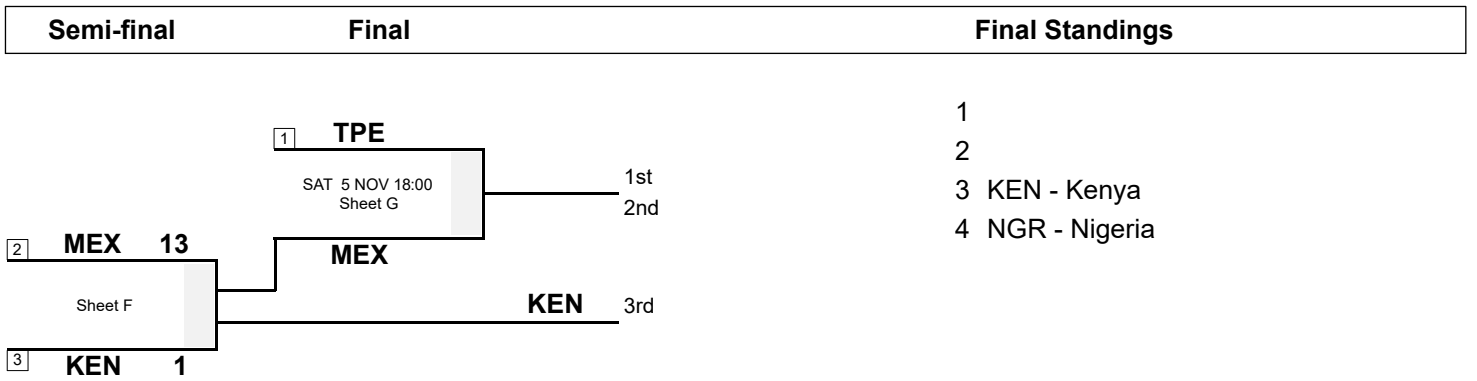 Semi-final Final Final Standings
1 TPE
SAT 5 NOV 18:00
Sheet G
1st
2nd
2 MEX 13
MEX
Sheet F
KEN 3rd
3 KEN 1
1
2
3 KEN - Kenya
4 NGR - Nigeria